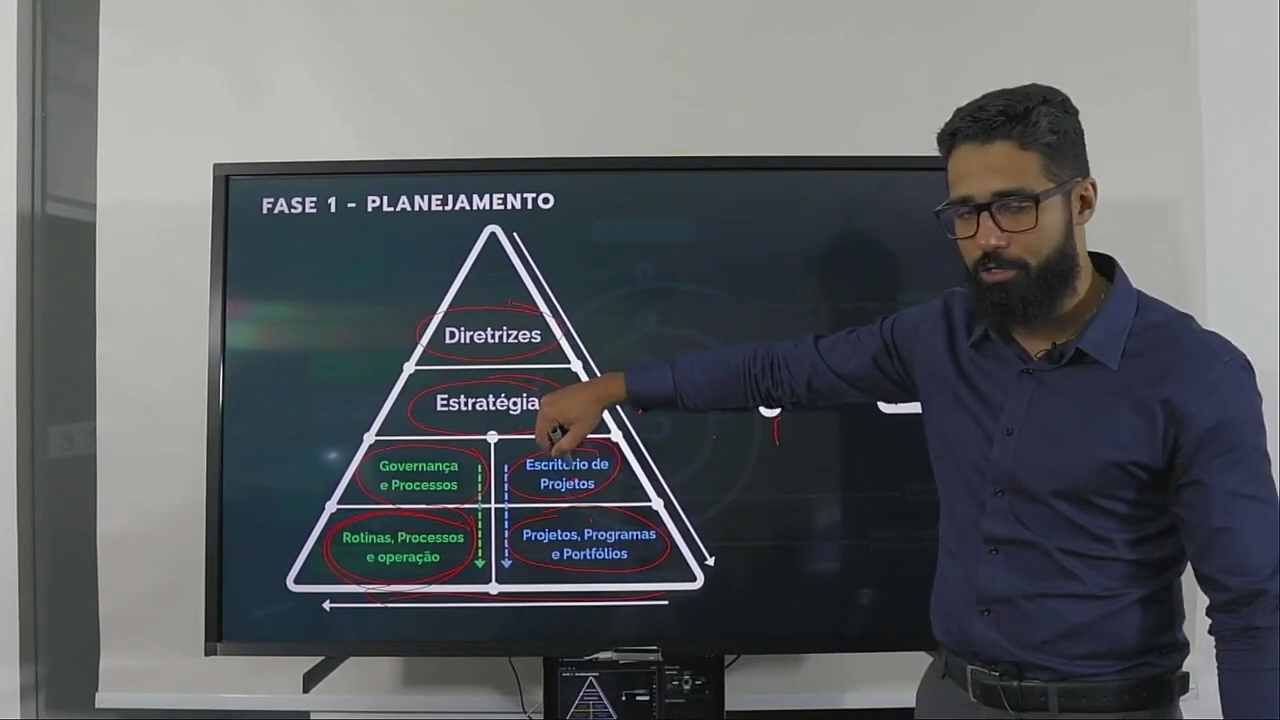 FASE 1 - PLANEJAMENTO
Diretrizes
Estratégia
Governança
e Processos
Escritório de
Projetos
Rotinas, Processos
e operação
Projetos, Programas
e Portfólios